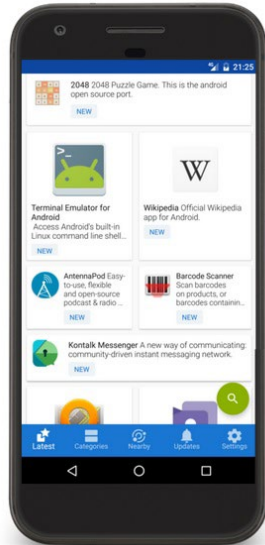 21:25
2048 2048 Puzzle Game. This is the android
open source port.
NEW
>_
Terminal Emulator for
Android
Access Android's built-in
Linux command line shell...
NEW
W
Wikipedia Official Wikipedia
app for Android.
NEW
AntennaPod Easy-
to-use, flexible
and open-source
podcast & radio ...
NEW
Barcode Scanner
Scan barcodes
on products, or
barcodes containin...
NEW
Kontalk Messenger A new way of communicating:
community-driven instant messaging network.
NEW
Latest
Categories
Nearby
Updates
Settings